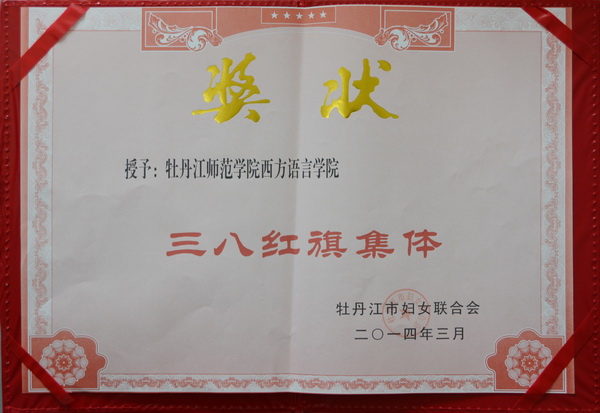 奖状
授予：牡丹江师范学院西方语言学院
三八红旗集体
牡丹江市妇女联合会
二〇一四年三月